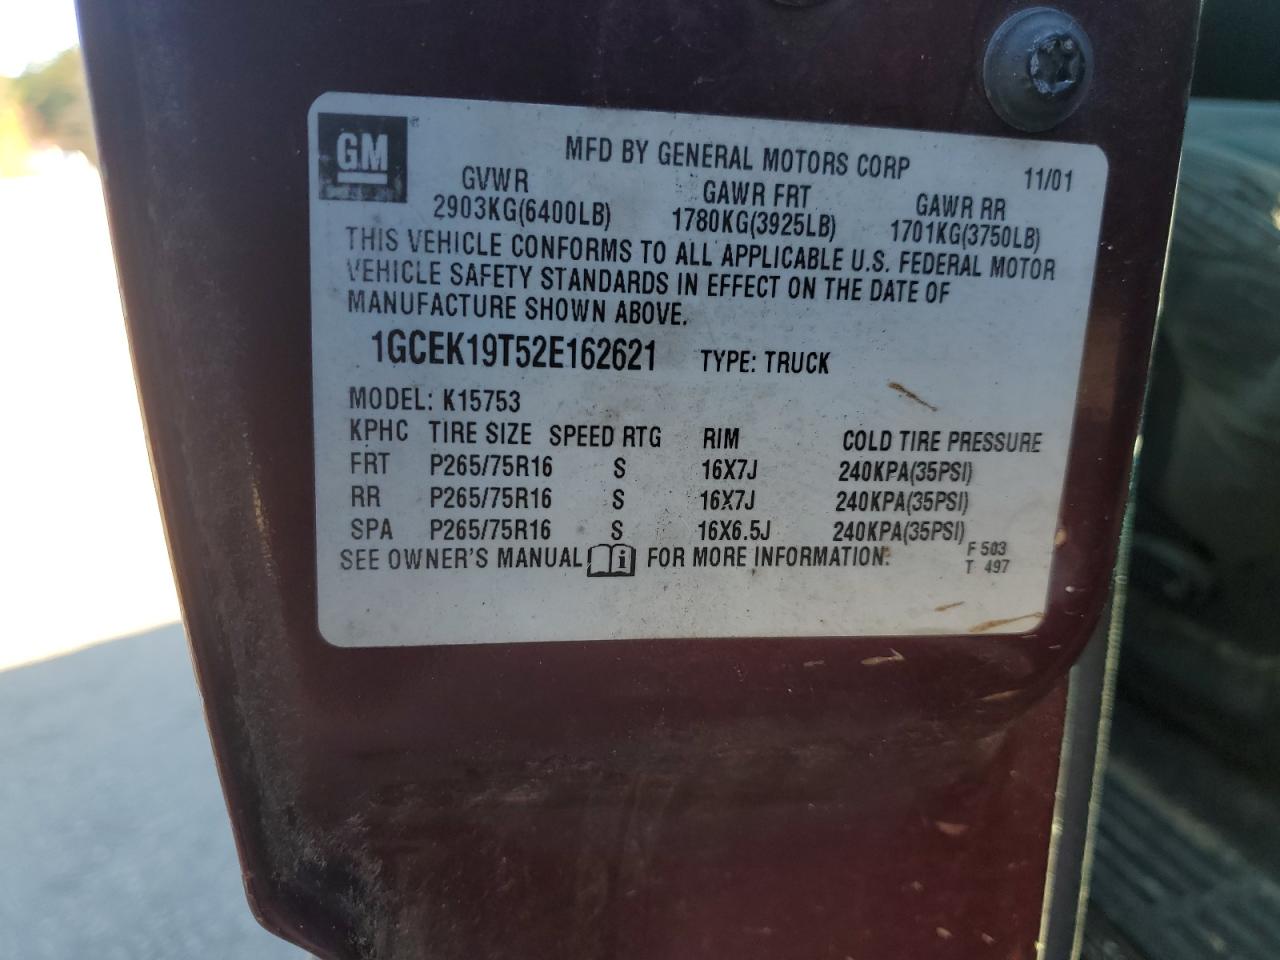 GM
MFD BY GENERAL MOTORS CORP 11/01
GVWR GAWR FRT GAWR RR
2903KG(6400LB) 1780KG(3925LB) 1701KG(3750LB)
THIS VEHICLE CONFORMS TO ALL APPLICABLE U.S. FEDERAL MOTOR
VEHICLE SAFETY STANDARDS IN EFFECT ON THE DATE OF
MANUFACTURE SHOWN ABOVE.
1GCEK19T52E162621 TYPE: TRUCK
MODEL: K15753
KPHC TIRE SIZE SPEED RTG RIM COLD TIRE PRESSURE
FRT P265/75R16 S 16X7J 240KPA(35PSI)
RR P265/75R16 S 16X7J 240KPA(35PSI)
SPA P265/75R16 S 16X6.5J 240KPA(35PSI)
SEE OWNER'S MANUAL i FOR MORE INFORMATION. F 503
T 497